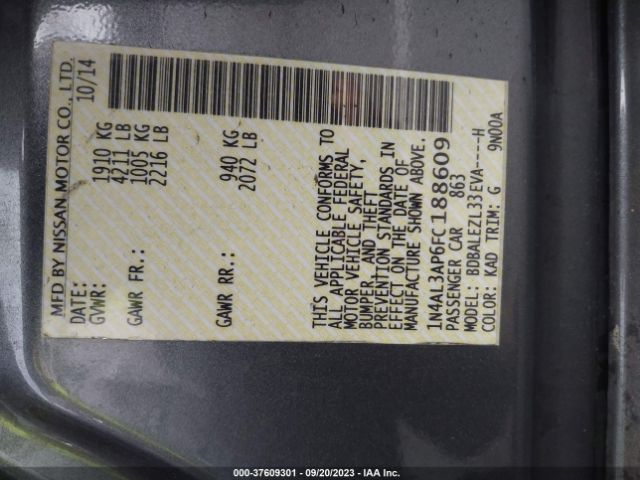 MFD BY NISSAN MOTOR CO., LTD.
DATE: 10/14
GVWR: 1910 KG
4211 LB
GAWR FR.: 1005 KG
2216 LB
GAWR RR.: 940 KG
2072 LB
THIS VEHICLE CONFORMS TO
ALL APPLICABLE FEDERAL
MOTOR VEHICLE SAFETY,
BUMPER, AND THEFT
PREVENTION STANDARDS IN
EFFECT ON THE DATE OF
MANUFACTURE SHOWN ABOVE.
1N4AL3AP6FC188609
PASSENGER CAR 863
MODEL: BDBALEZL33EVA-----H
COLOR: KAD TRIM: G 9N00A
000-37609301 - 09/20/2023 - IAA Inc.